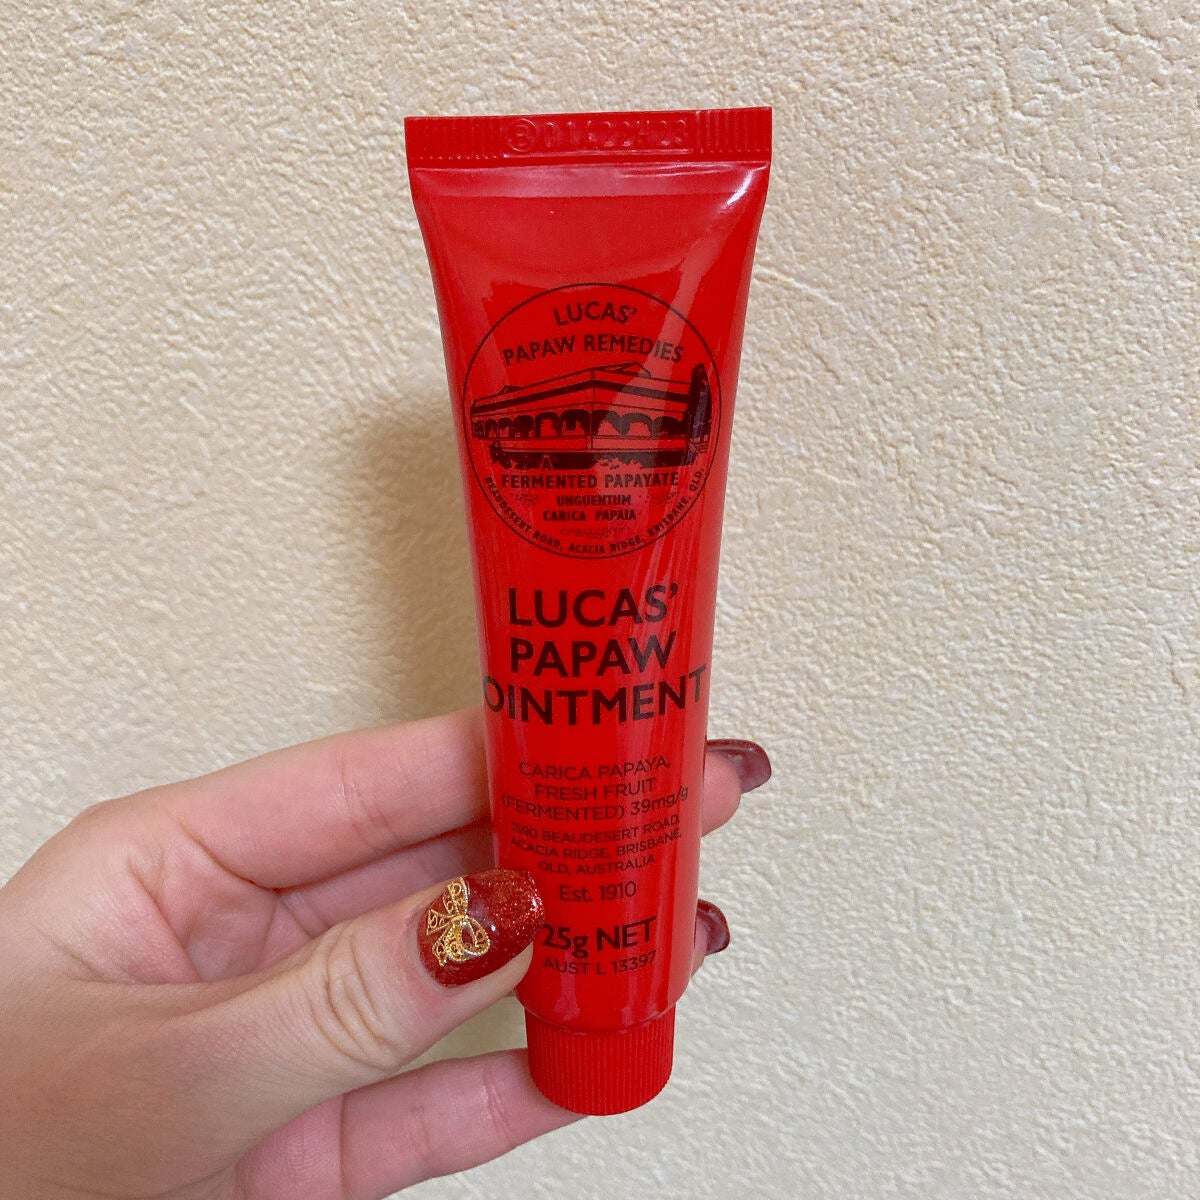 LUCAS'
PAPAW REMEDIES
FERMENTED PAPAYATE
UNGUENTUM
CARICA PAPAIA
BEAUDESERT ROAD, ACACIA RIDGE, BRISBANE, QLD.
LUCAS'
PAPAW
OINTMENT
CARICA PAPAYA,
FRESH FRUIT
(FERMENTED) 39mg/g
1590 BEAUDESERT ROAD,
ACACIA RIDGE, BRISBANE,
QLD, AUSTRALIA
Est. 1910
25g NET
AUST L 13397